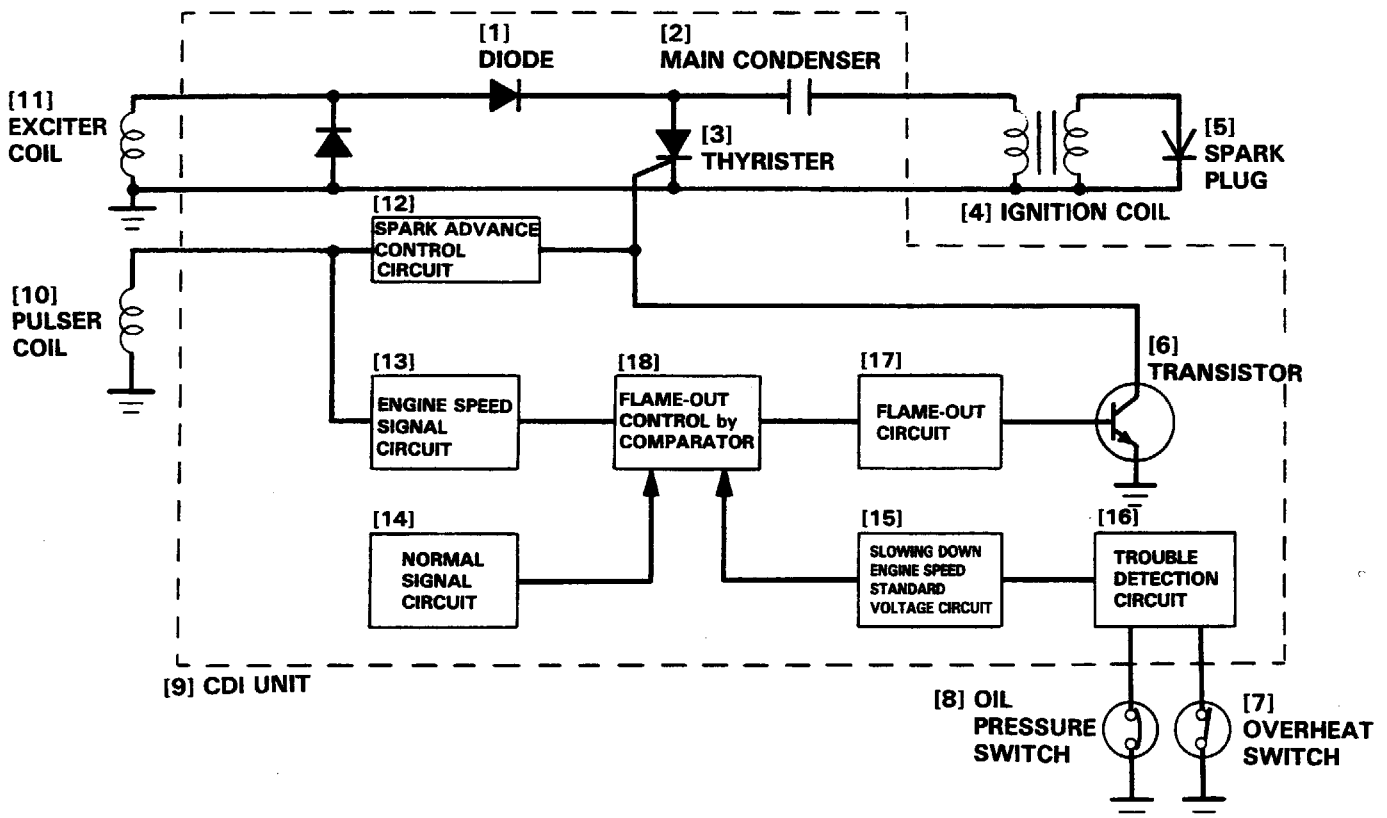 [1]
DIODE
[2]
MAIN CONDENSER
[11]
EXCITER
COIL
[3]
THYRISTER
[5]
SPARK
PLUG
[4] IGNITION COIL
[12]
SPARK ADVANCE
CONTROL
CIRCUIT
[10]
PULSER
COIL
[13]
ENGINE SPEED
SIGNAL
CIRCUIT
[18]
FLAME-OUT
CONTROL by
COMPARATOR
[17]
FLAME-OUT
CIRCUIT
[6]
TRANSISTOR
[14]
NORMAL
SIGNAL
CIRCUIT
[15]
SLOWING DOWN
ENGINE SPEED
STANDARD
VOLTAGE CIRCUIT
[16]
TROUBLE
DETECTION
CIRCUIT
[9] CDI UNIT
[8] OIL
PRESSURE
SWITCH
[7]
OVERHEAT
SWITCH